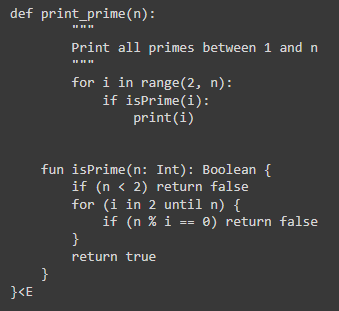 def print_prime(n):
        """
        Print all primes between 1 and n
        """
        for i in range(2, n):
            if isPrime(i):
                print(i)


    fun isPrime(n: Int): Boolean {
        if (n < 2) return false
        for (i in 2 until n) {
            if (n % i == 0) return false
        }
        return true
    }
}<E